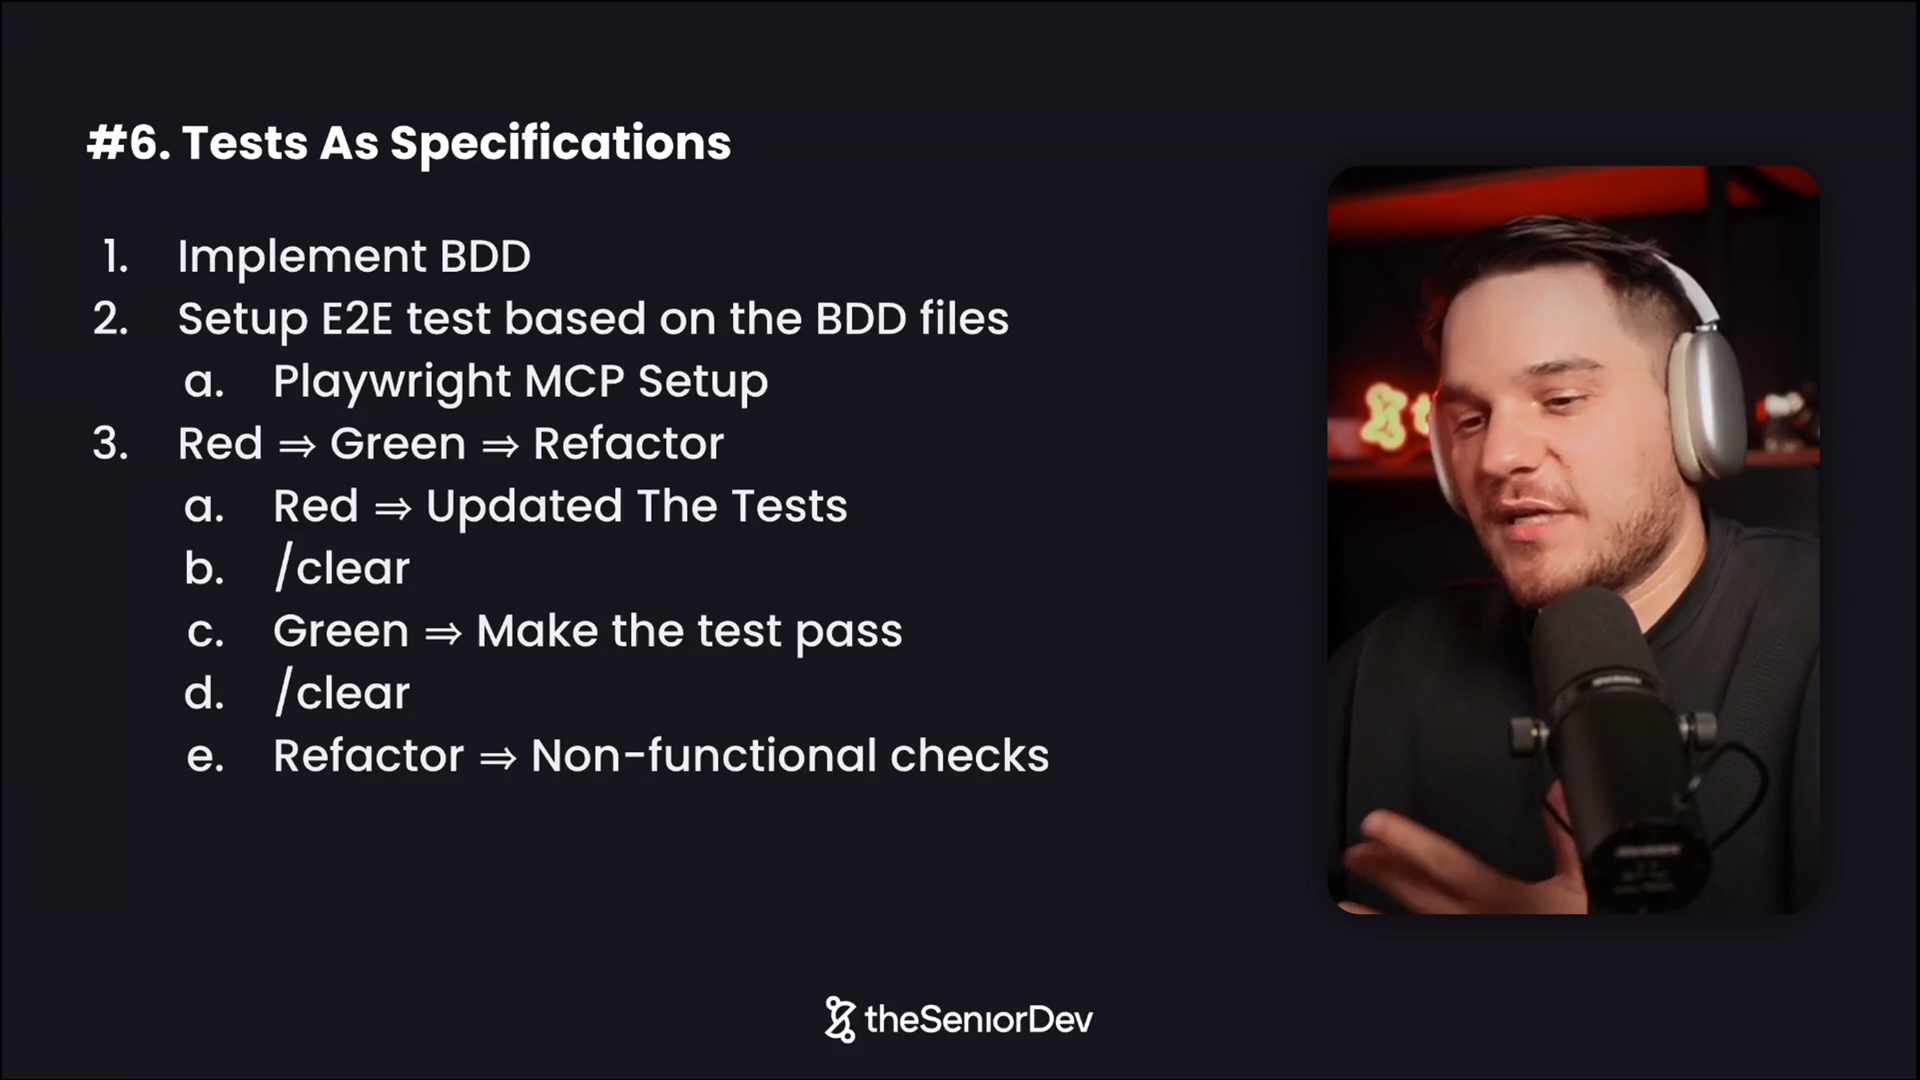 #6. Tests As Specifications
1. Implement BDD
2. Setup E2E test based on the BDD files
a. Playwright MCP Setup
3. Red ⇒ Green ⇒ Refactor
a. Red ⇒ Updated The Tests
b. /clear
c. Green ⇒ Make the test pass
d. /clear
e. Refactor ⇒ Non-functional checks
theSeniorDev